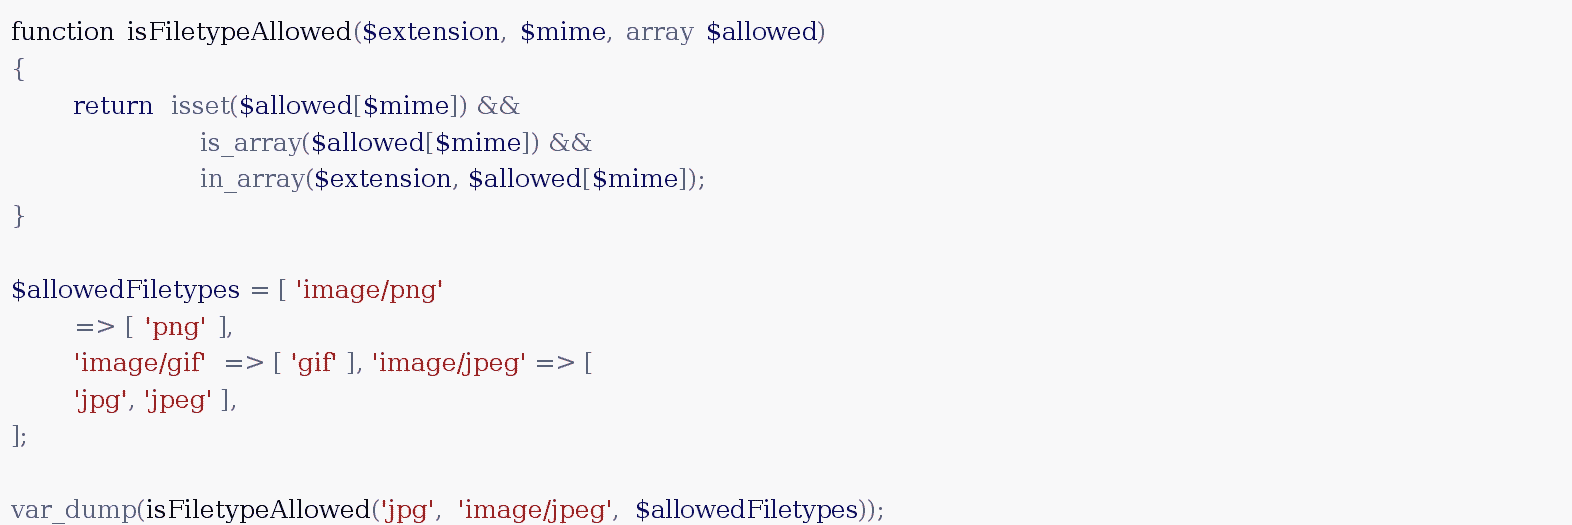 function isFiletypeAllowed($extension, $mime, array $allowed)
{
return isset($allowed[$mime]) &&
is_array($allowed[$mime]) &&
in_array($extension, $allowed[$mime]);
}
$allowedFiletypes = [ 'image/png'
=> [ 'png' ],
'image/gif' => [ 'gif' ], 'image/jpeg' => [
'jpg', 'jpeg' ],
];
var_dump(isFiletypeAllowed('jpg', 'image/jpeg', $allowedFiletypes));